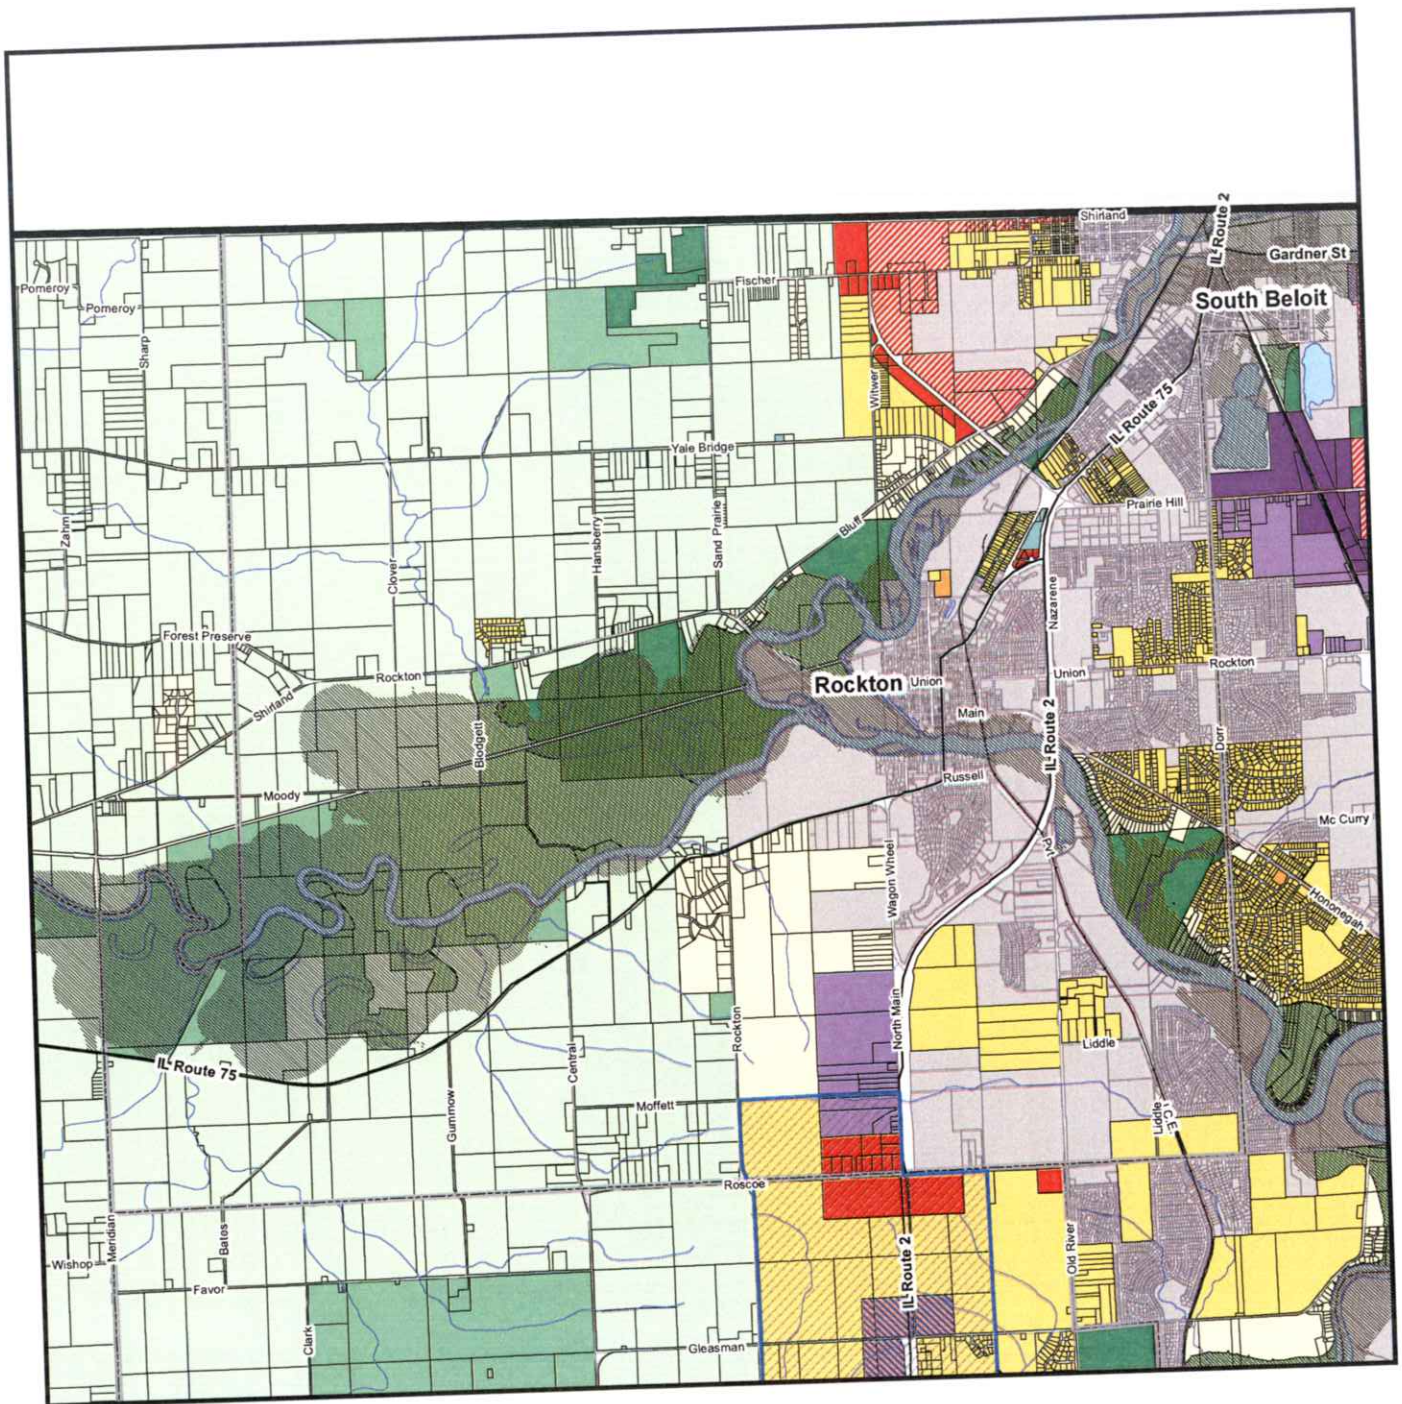 IL Route 2
Shirland
Gardner St
South Beloit
Pomeroy
Pomeroy
Fischer
Sharp
Witwer
IL Route 75
Yale Bridge
Prairie Hill
Zahm
Clover
Hansberry
Sand Prairie
Bluff
Nazarene
Forest Preserve
Rockton
Shirland
Blodgett
Rockton
Union
Union
Rockton
Main
IL Route 2
Dorr
Russell
Moody
Mc Curry
Wagon Wheel
Hononegah
North Main
Rockton
Liddle
IL Route 75
Central
Gummow
Moffett
Liddle
I.C.E.
Roscoe
Meridian
Bates
Old River
Wishop
Favor
IL Route 2
Clark
Gleasman